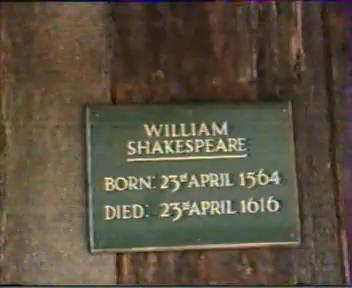 WILLIAM
SHAKESPEARE
BORN: 23rd APRIL 1564
DIED: 23rd APRIL 1616